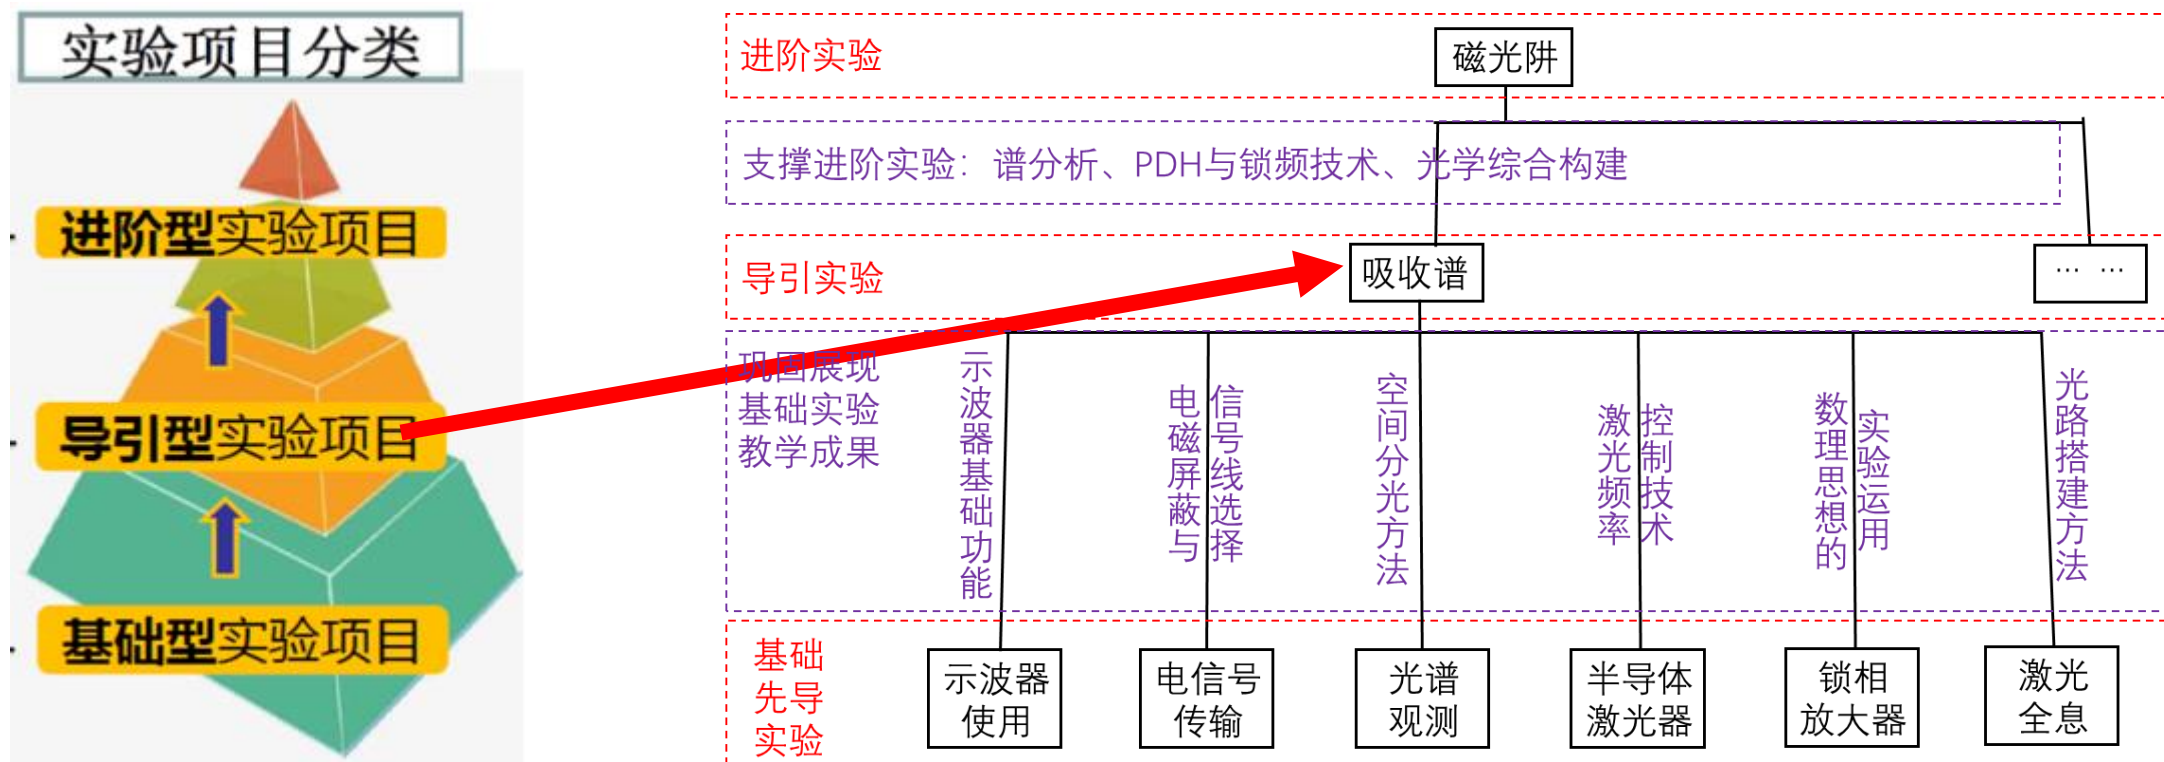 实验项目分类
进阶型实验项目
导引型实验项目
基础型实验项目
进阶实验
磁光阱
支撑进阶实验：谱分析、PDH与锁频技术、光学综合构建
导引实验
吸收谱
… …
巩固展现
基础实验
教学成果
示波器基础功能
电磁屏蔽与
信号线选择
空间分光方法
激光频率
控制技术
数理思想的
实验运用
光路搭建方法
基础
先导
实验
示波器
使用
电信号
传输
光谱
观测
半导体
激光器
锁相
放大器
激光
全息